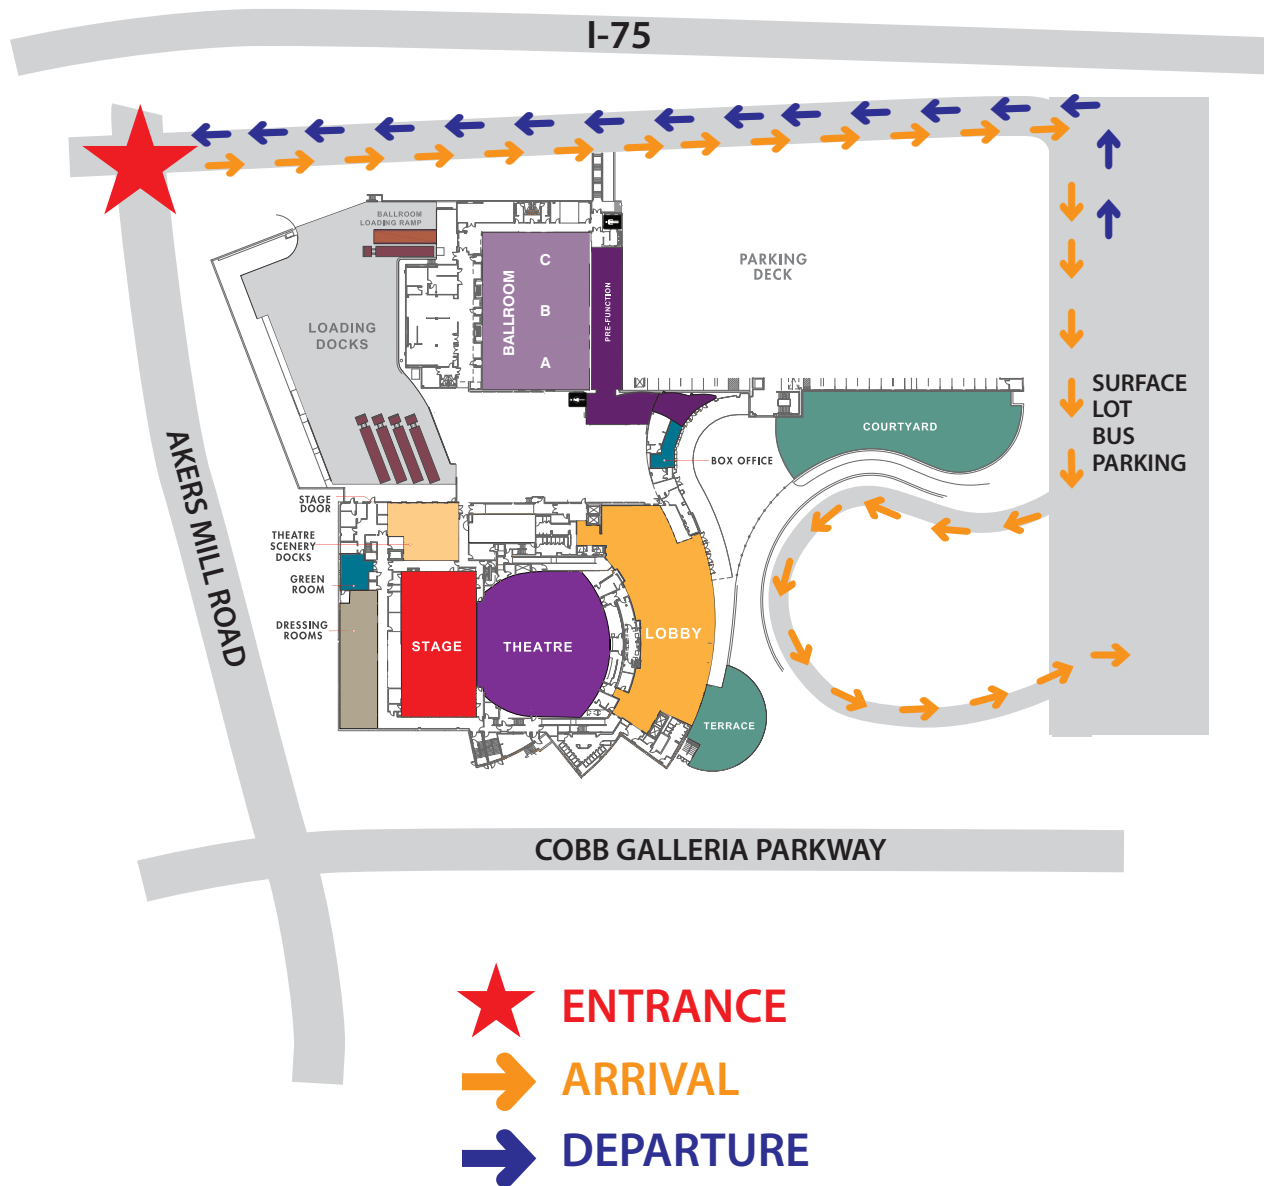 I-75
BALLROOM
LOADING RAMP
C
B
A
BALLROOM
PRE-FUNCTION
PARKING
DECK
LOADING
DOCKS
SURFACE
LOT
BUS
PARKING
COURTYARD
BOX OFFICE
AKERS MILL ROAD
STAGE
DOOR
THEATRE
SCENERY
DOCKS
GREEN
ROOM
DRESSING
ROOMS
STAGE
THEATRE
LOBBY
TERRACE
COBB GALLERIA PARKWAY
ENTRANCE
ARRIVAL
DEPARTURE